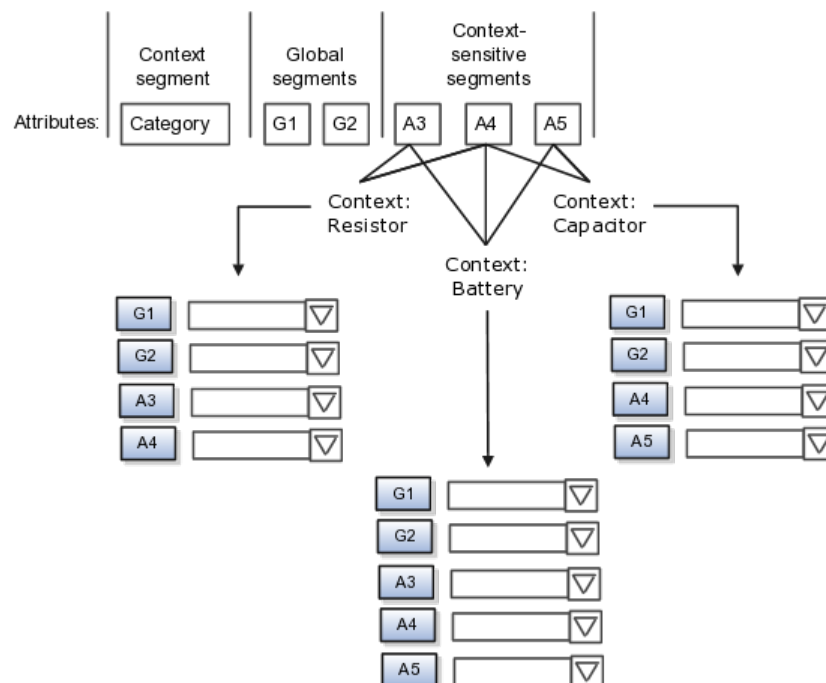 Context
segment
Global
segments
Context-
sensitive
segments
Attributes:
Category
G1
G2
A3
A4
A5
Context:
Resistor
Context:
Battery
Context:
Capacitor
G1
G2
A3
A4
G1
G2
A3
A4
A5
G1
G2
A4
A5